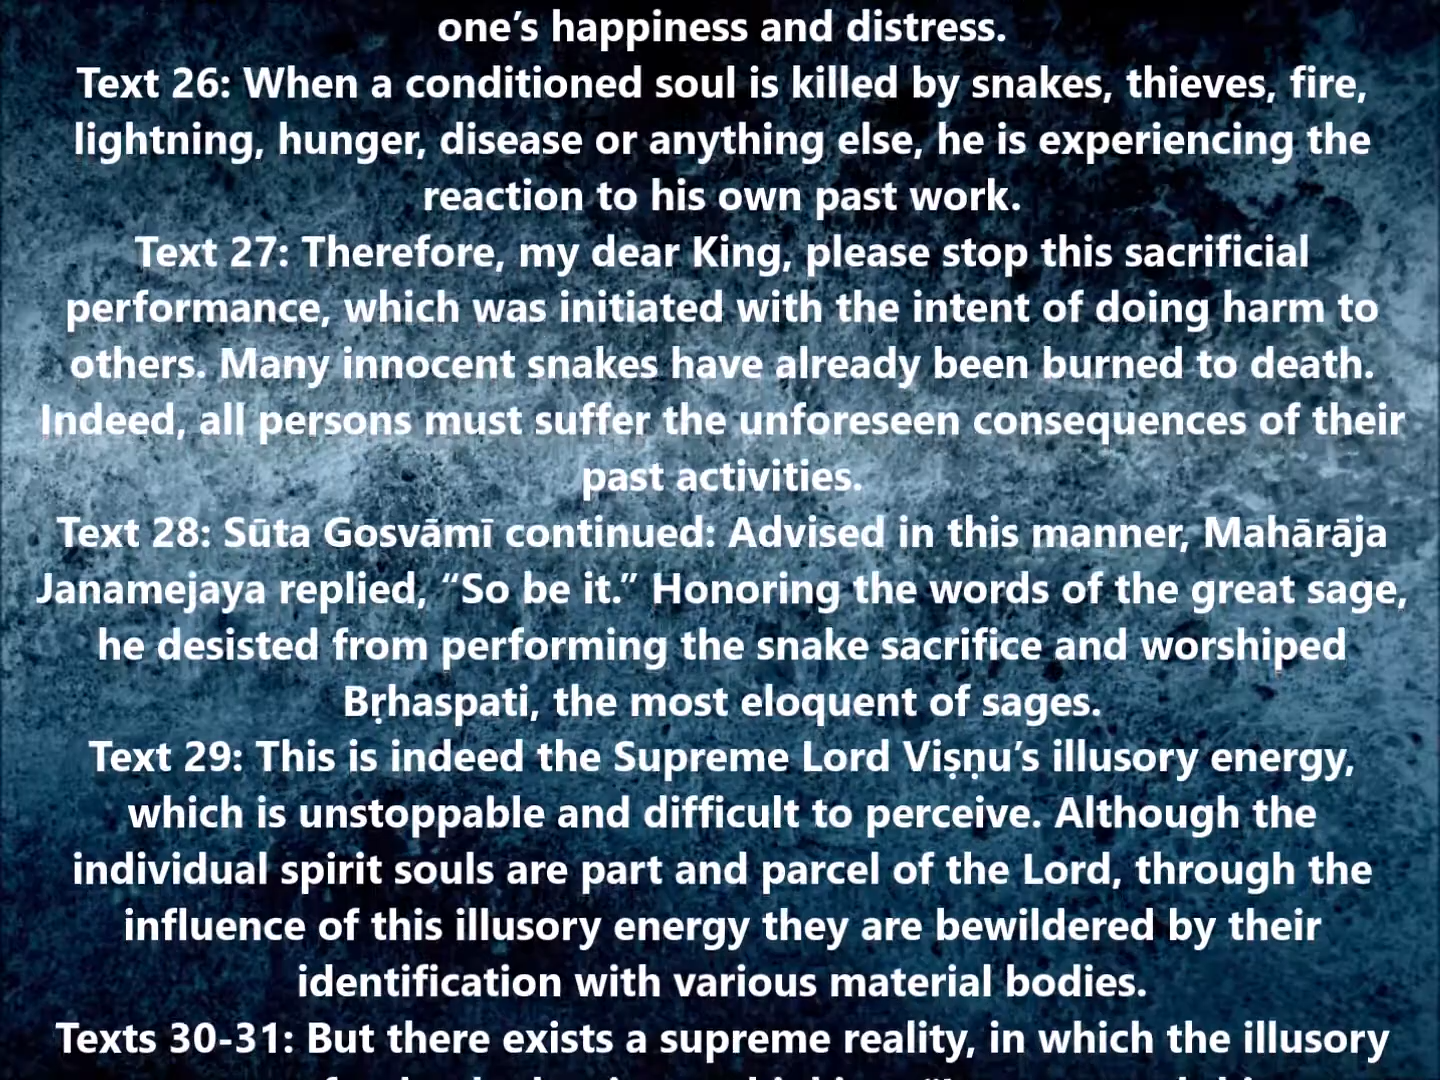 one’s happiness and distress.
Text 26: When a conditioned soul is killed by snakes, thieves, fire,
lightning, hunger, disease or anything else, he is experiencing the
reaction to his own past work.
Text 27: Therefore, my dear King, please stop this sacrificial
performance, which was initiated with the intent of doing harm to
others. Many innocent snakes have already been burned to death.
Indeed, all persons must suffer the unforeseen consequences of their
past activities.
Text 28: Sūta Gosvāmī continued: Advised in this manner, Mahārāja
Janamejaya replied, “So be it.” Honoring the words of the great sage,
he desisted from performing the snake sacrifice and worshiped
Bṛhaspati, the most eloquent of sages.
Text 29: This is indeed the Supreme Lord Viṣṇu’s illusory energy,
which is unstoppable and difficult to perceive. Although the
individual spirit souls are part and parcel of the Lord, through the
influence of this illusory energy they are bewildered by their
identification with various material bodies.
Texts 30-31: But there exists a supreme reality, in which the illusory